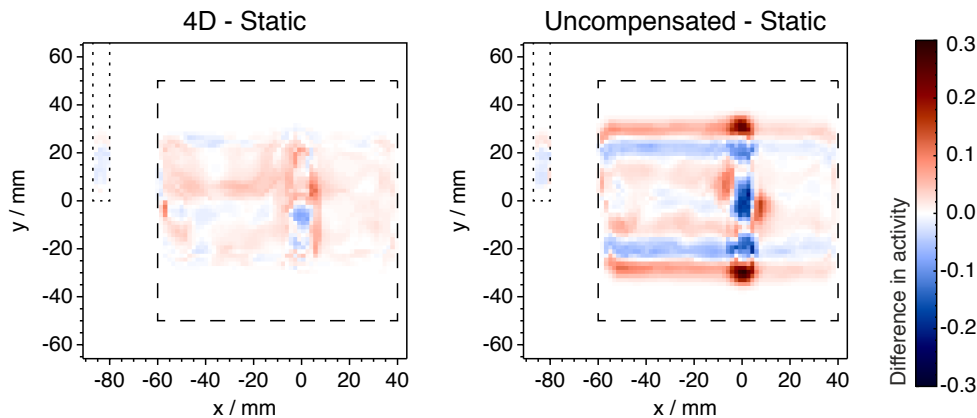 4D - Static
Uncompensated - Static
60
40
20
0
-20
-40
-60
y / mm
-80 -60 -40 -20 0 20 40
x / mm
60
40
20
0
-20
-40
-60
y / mm
-80 -60 -40 -20 0 20 40
x / mm
0.3
0.2
0.1
0.0
-0.1
-0.2
-0.3
Difference in activity